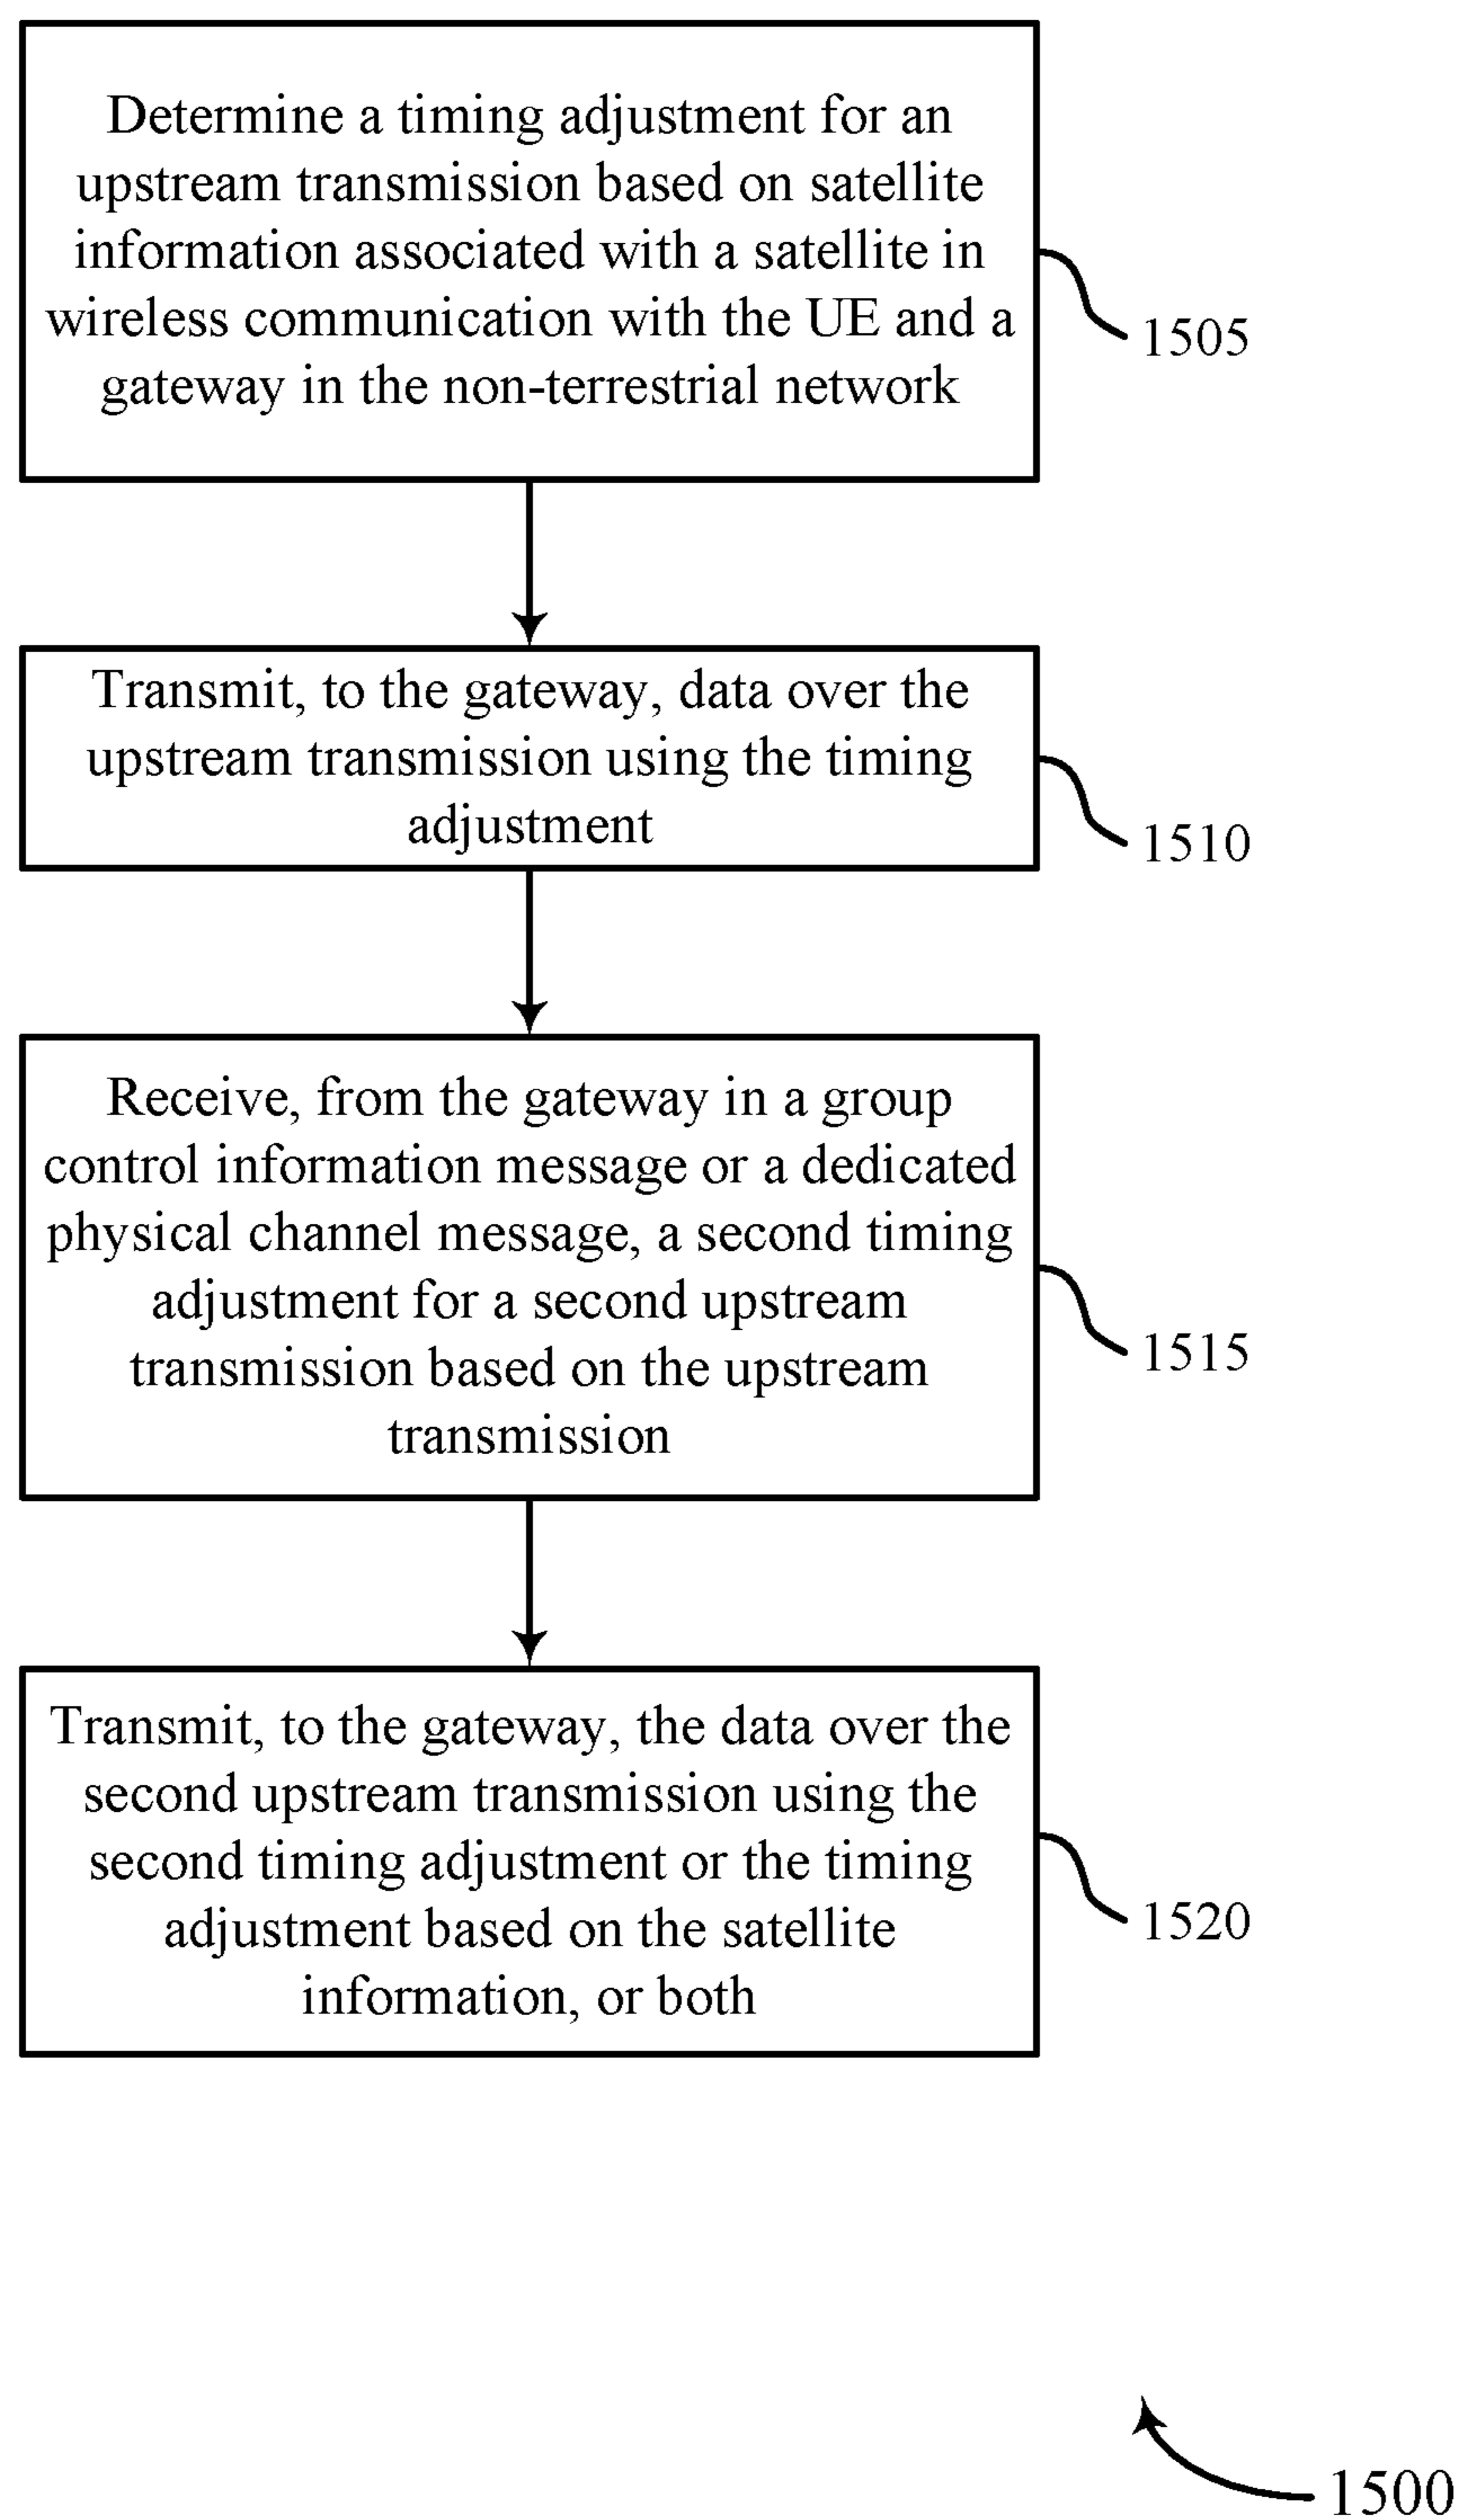 Determine a timing adjustment for an
upstream transmission based on satellite
information associated with a satellite in
wireless communication with the UE and a
gateway in the non-terrestrial network
1505
Transmit, to the gateway, data over the
upstream transmission using the timing
adjustment
1510
Receive, from the gateway in a group
control information message or a dedicated
physical channel message, a second timing
adjustment for a second upstream
transmission based on the upstream
transmission
1515
Transmit, to the gateway, the data over the
second upstream transmission using the
second timing adjustment or the timing
adjustment based on the satellite
information, or both
1520
1500